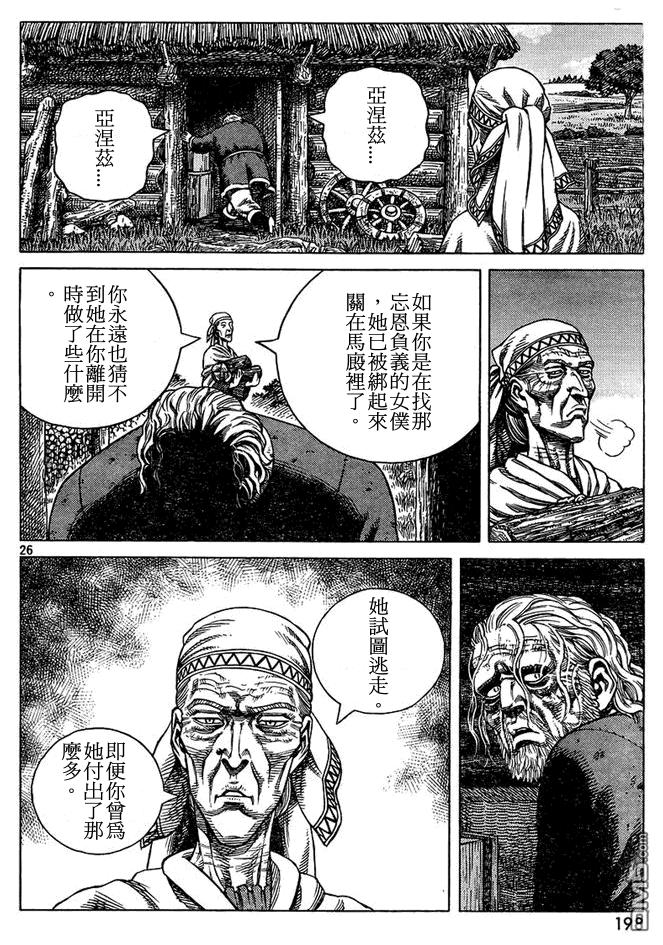 亞涅茲
……
亞涅茲
……
如果你是在找那
忘恩負義的女僕
，她已被綁起來
關在馬廄裡了。
你永遠也猜不
到她在你離開
時做了些什麼
。
26
她試圖逃走。
即便你曾爲
她付出了那
麼多。
198